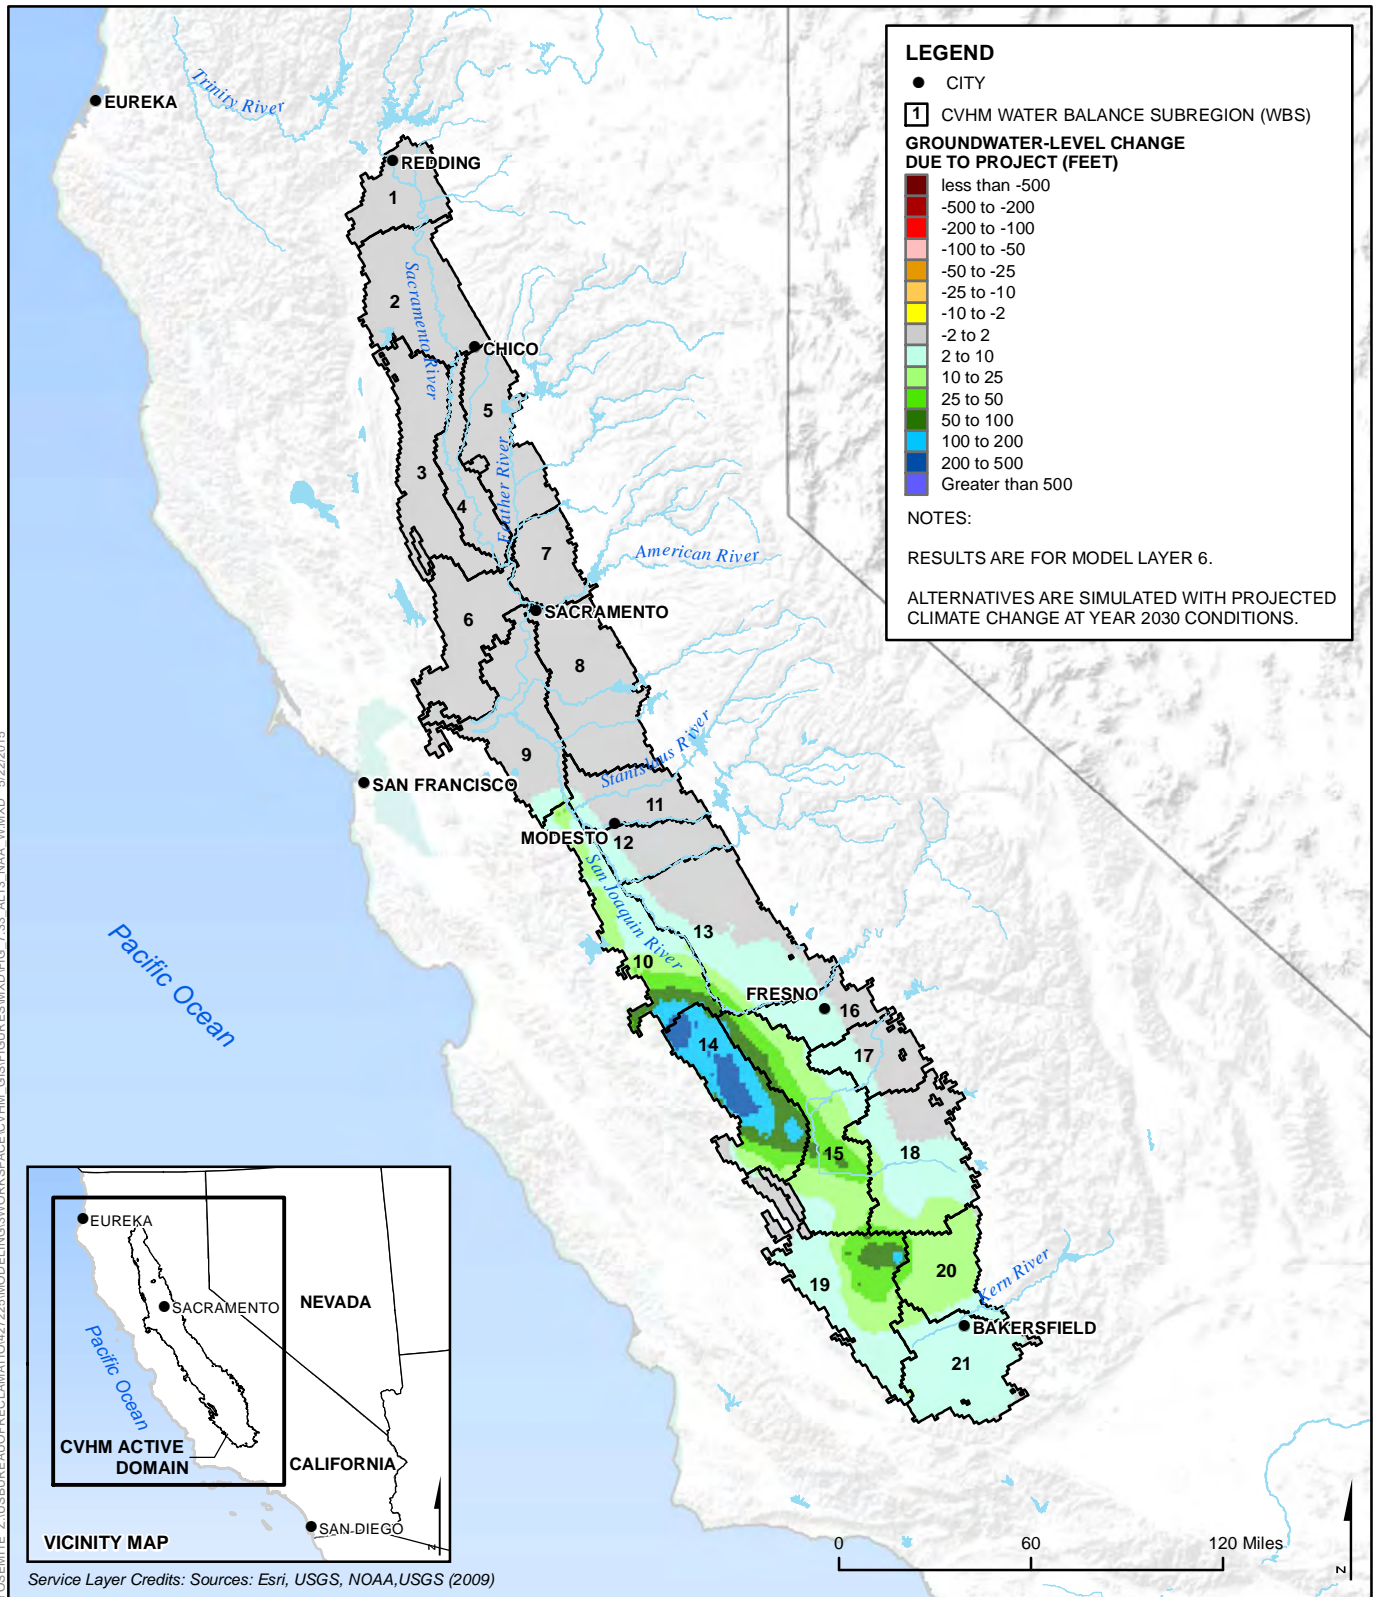 EUREKA
Trinity River
REDDING
1
2
Sacramento River
CHICO
5
3
4
Feather River
7
American River
SACRAMENTO
6
8
9
Stanislaus River
SAN FRANCISCO
11
MODESTO
12
San Joaquin River
13
10
FRESNO
16
14
17
15
18
19
20
Kern River
BAKERSFIELD
21
Pacific Ocean
LEGEND
CITY
1 CVHM WATER BALANCE SUBREGION (WBS)
GROUNDWATER-LEVEL CHANGE
DUE TO PROJECT (FEET)
less than -500
-500 to -200
-200 to -100
-100 to -50
-50 to -25
-25 to -10
-10 to -2
-2 to 2
2 to 10
10 to 25
25 to 50
50 to 100
100 to 200
200 to 500
Greater than 500
NOTES:
RESULTS ARE FOR MODEL LAYER 6.
ALTERNATIVES ARE SIMULATED WITH PROJECTED
CLIMATE CHANGE AT YEAR 2030 CONDITIONS.
EUREKA
SACRAMENTO
NEVADA
Pacific Ocean
CVHM ACTIVE
DOMAIN
CALIFORNIA
SAN DIEGO
VICINITY MAP
Z
0 60 120 Miles
Z
Service Layer Credits: Sources: Esri, USGS, NOAA,USGS (2009)